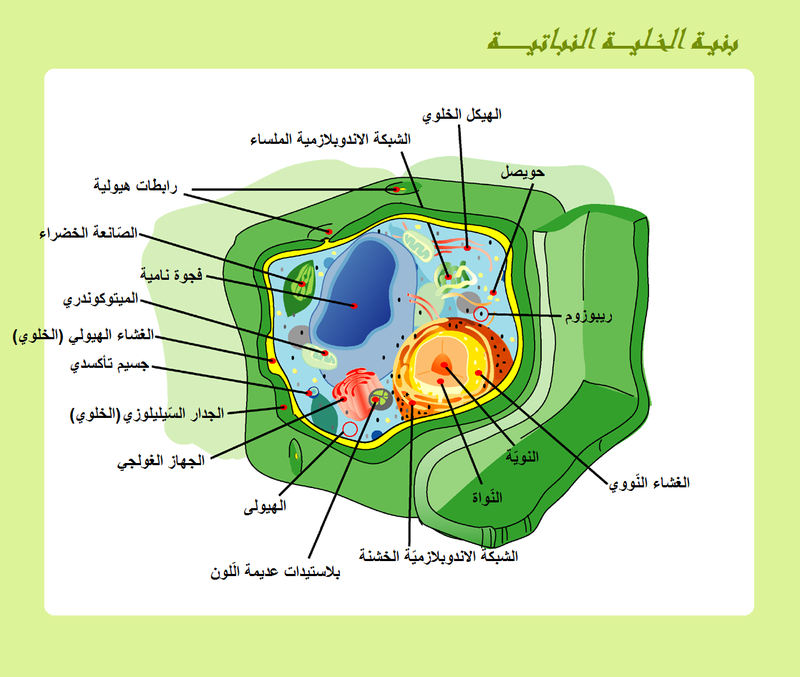 بنية الخلية النباتية
الهيكل الخلوي
الشبكة الاندوبلازمية الملساء
حويصل
رابطات هيولية
الصّانعة الخضراء
فجوة نامية
الميتوكوندري
ريبوزوم
الغشاء الهيولي (الخلوي)
جسيم تأكسدي
الجدار السّيليلوزي (الخلوي)
الجهاز الغولجي
النويّة
الغشاء النّووي
النّواة
الهيولى
الشبكة الاندوبلازميّة الخشنة
بلاستيدات عديمة الّلون